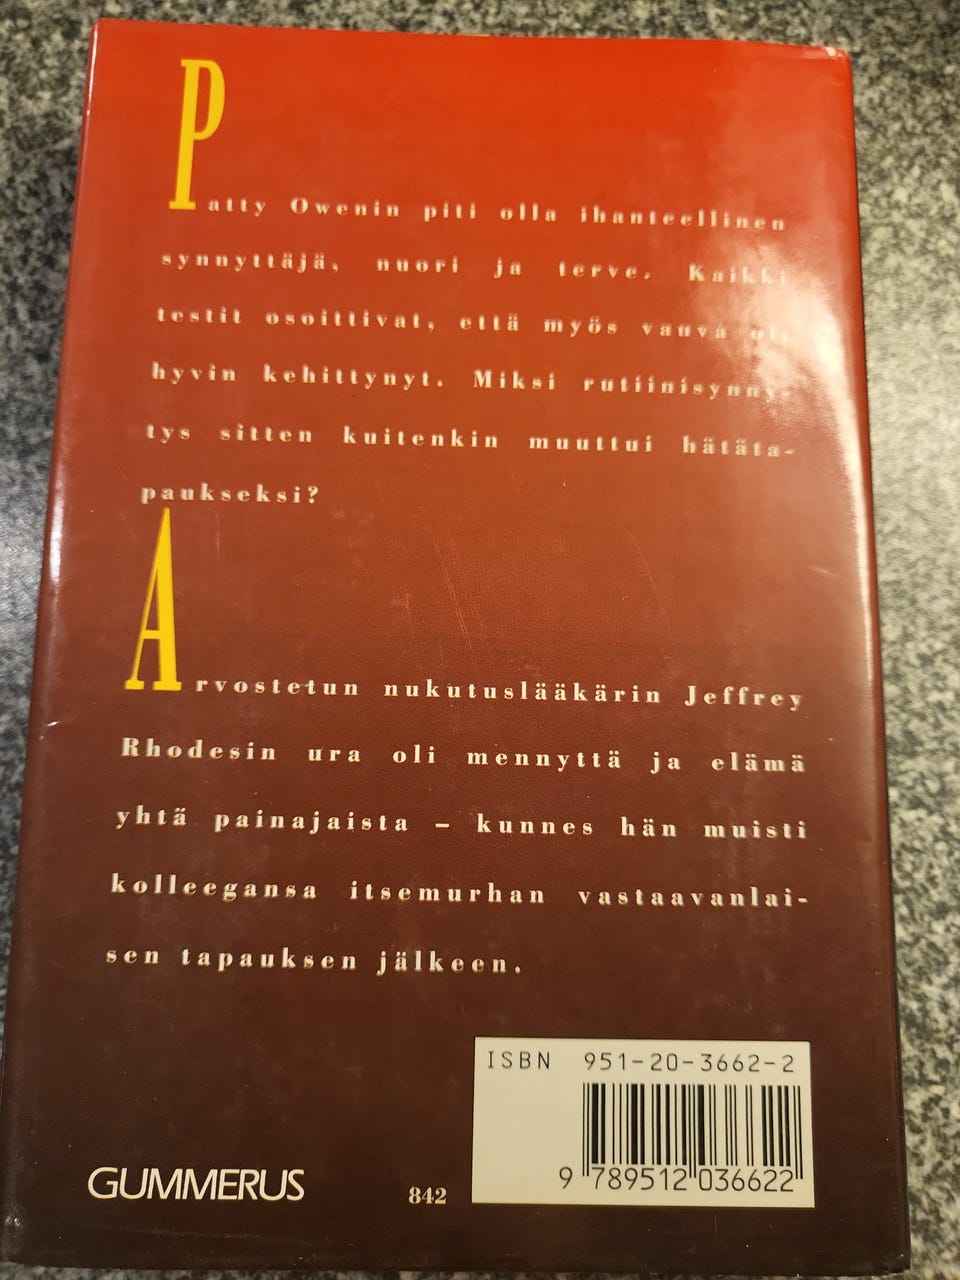 Patty Owenin piti olla ihanteellinen
synnyttäjä, nuori ja terve. Kaikki
testit osoittivat, että myös vauva oli
hyvin kehittynyt. Miksi rutiinisynny-
tys sitten kuitenkin muuttui hätäta-
paukseksi?
Arvostetun nukutuslääkärin Jeffrey
Rhodesin ura oli mennyttä ja elämä
yhtä painajaista – kunnes hän muisti
kolleegansa itsemurhan vastaavanlai-
sen tapauksen jälkeen.
ISBN 951-20-3662-2
9 789512 036622
GUMMERUS
842